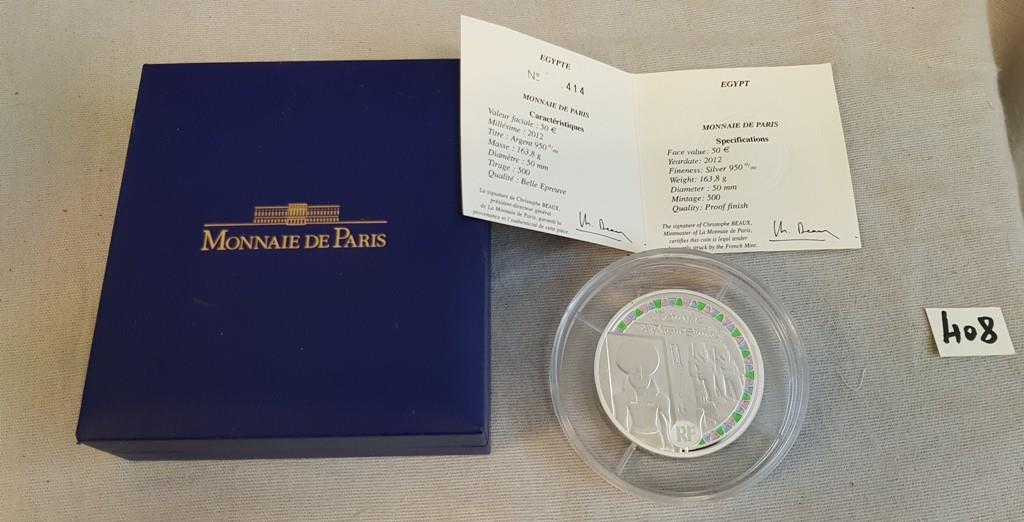 MONNAIE DE PARIS
EGYPTE
N° 414
MONNAIE DE PARIS
Caractéristiques
Valeur faciale : 50 €
Millésime : 2012
Titre : Argent 950 °/oo
Masse : 163,8 g
Diamètre : 50 mm
Tirage : 500
Qualité : Belle Epreuve
La signature de Christophe BEAUX,
président-directeur général
de La Monnaie de Paris, garantit la
provenance et l'authenticité de cette pièce.
EGYPT
MONNAIE DE PARIS
Specifications
Face value: 50 €
Yeardate: 2012
Fineness: Silver 950 °/oo
Weight: 163,8 g
Diameter : 50 mm
Mintage: 500
Quality: Proof finish
The signature of Christophe BEAUX,
Mintmaster of La Monnaie de Paris,
certifies this coin is legal tender
struck by the French Mint.
RF
408